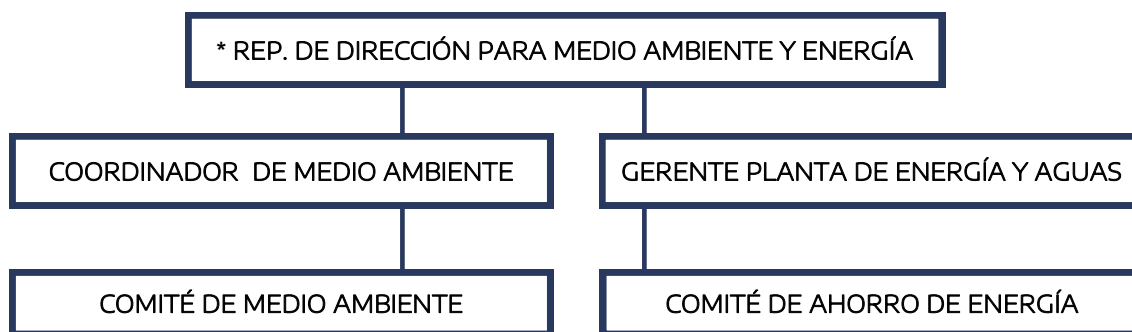 * REP. DE DIRECCIÓN PARA MEDIO AMBIENTE Y ENERGÍA
COORDINADOR DE MEDIO AMBIENTE
GERENTE PLANTA DE ENERGÍA Y AGUAS
COMITÉ DE MEDIO AMBIENTE
COMITÉ DE AHORRO DE ENERGÍA